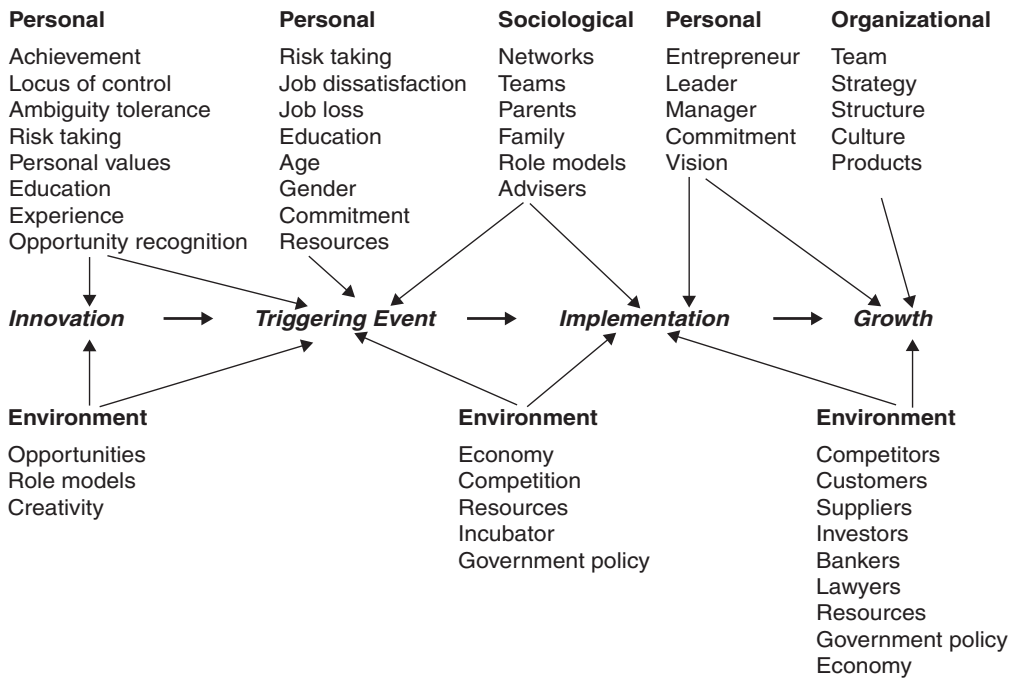 Personal
Achievement
Locus of control
Ambiguity tolerance
Risk taking
Personal values
Education
Experience
Opportunity recognition
Personal
Risk taking
Job dissatisfaction
Job loss
Education
Age
Gender
Commitment
Resources
Sociological
Networks
Teams
Parents
Family
Role models
Advisers
Personal
Entrepreneur
Leader
Manager
Commitment
Vision
Organizational
Team
Strategy
Structure
Culture
Products
Innovation
Triggering Event
Implementation
Growth
Environment
Opportunities
Role models
Creativity
Environment
Economy
Competition
Resources
Incubator
Government policy
Environment
Competitors
Customers
Suppliers
Investors
Bankers
Lawyers
Resources
Government policy
Economy